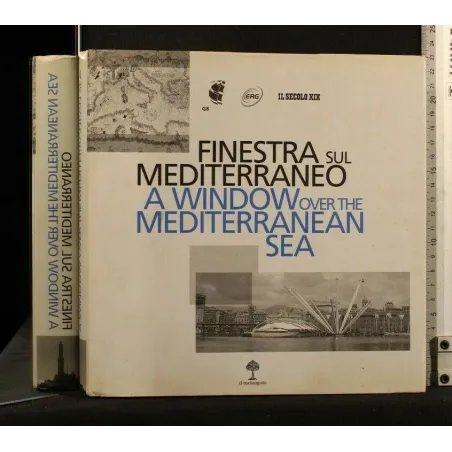 G8
ERG
IL SECOLO XIX
FINESTRA SUL
MEDITERRANEO
A WINDOW OVER THE
MEDITERRANEAN
SEA
A WINDOW OVER THE MEDITERRANEAN SEA
FINESTRA SUL MEDITERRANEO